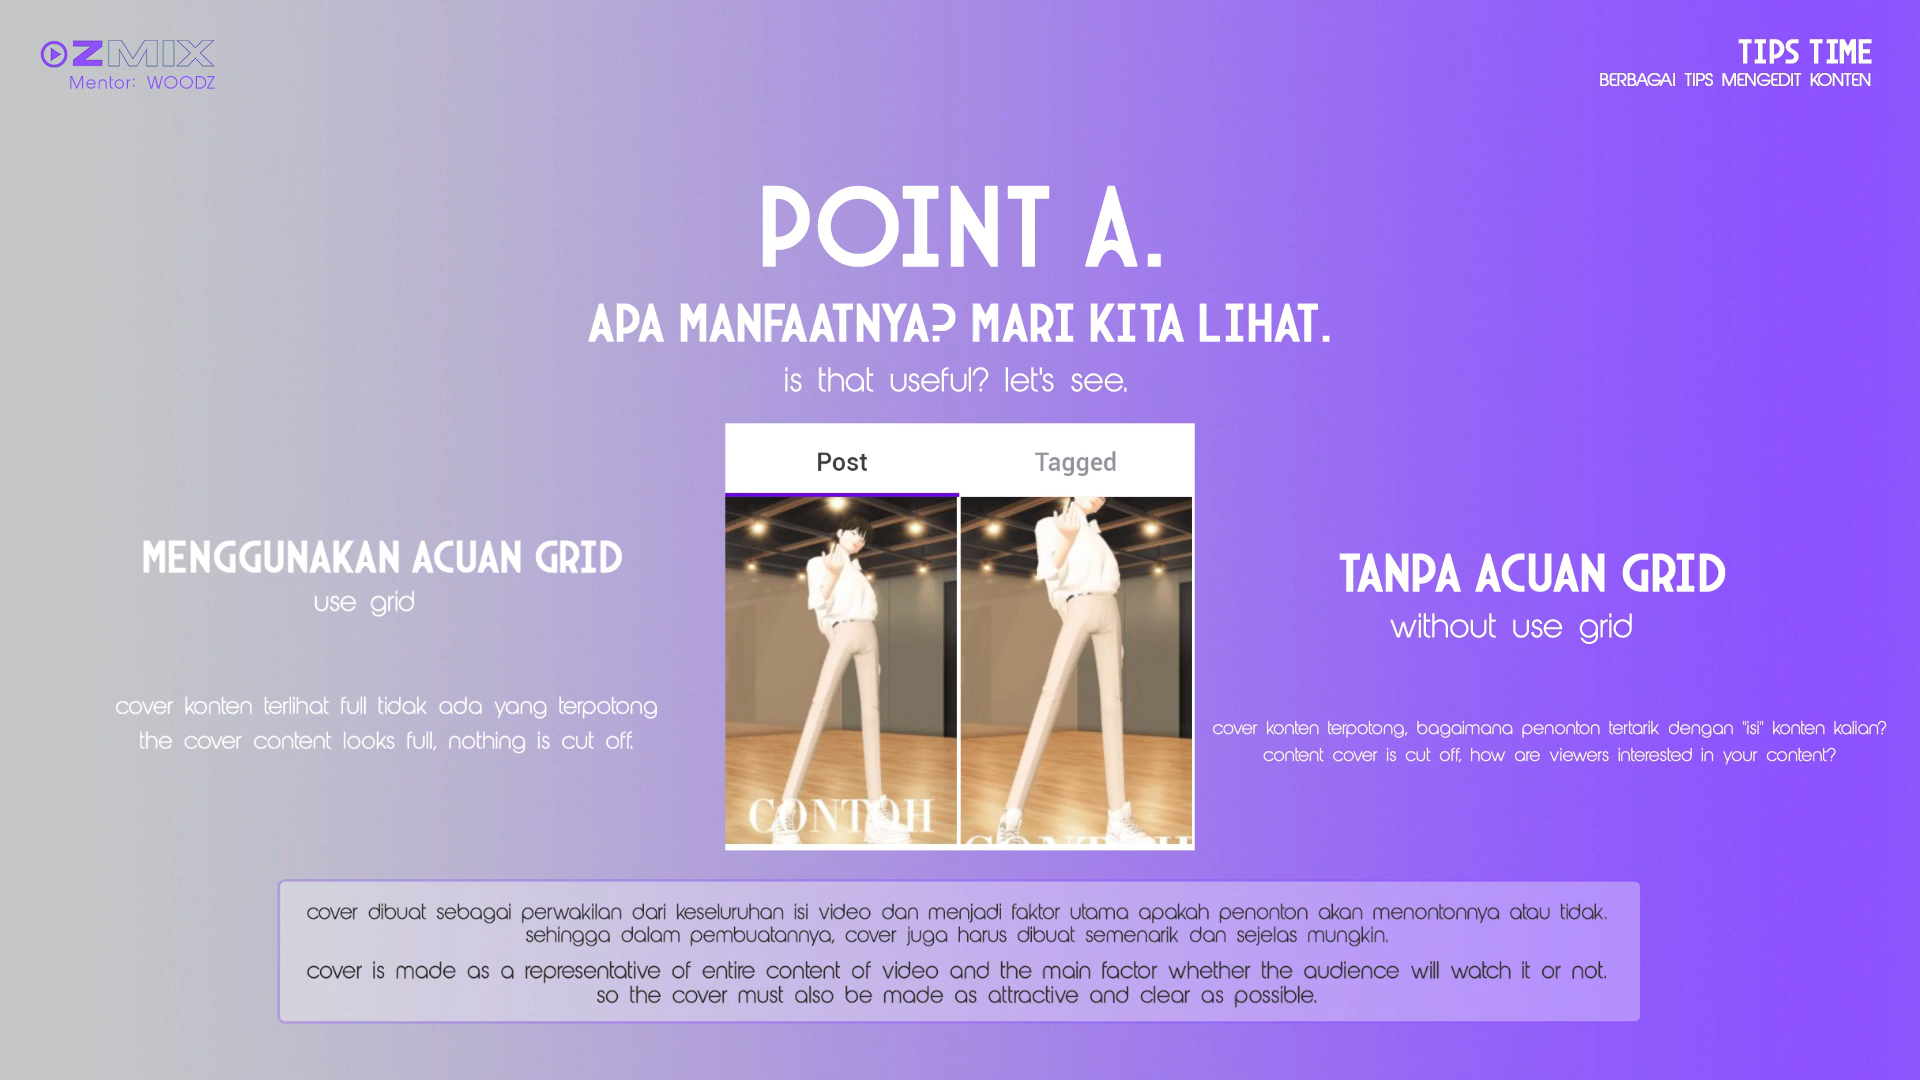 OZMIX
Mentor: WOODZ
TIPS TIME
BERBAGAI TIPS MENGEDIT KONTEN
POINT A.
APA MANFAATNYA? MARI KITA LIHAT.
is that useful? let's see.
Post Tagged
MENGGUNAKAN ACUAN GRID
use grid
cover konten terlihat full tidak ada yang terpotong
the cover content looks full, nothing is cut off.
CONTOH
CONTOH
TANPA ACUAN GRID
without use grid
cover konten terpotong, bagaimana penonton tertarik dengan "isi" konten kalian?
content cover is cut off, how are viewers interested in your content?
cover dibuat sebagai perwakilan dari keseluruhan isi video dan menjadi faktor utama apakah penonton akan menontonnya atau tidak.
sehingga dalam pembuatannya, cover juga harus dibuat semenarik dan sejelas mungkin.
cover is made as a representative of entire content of video and the main factor whether the audience will watch it or not.
so the cover must also be made as attractive and clear as possible.